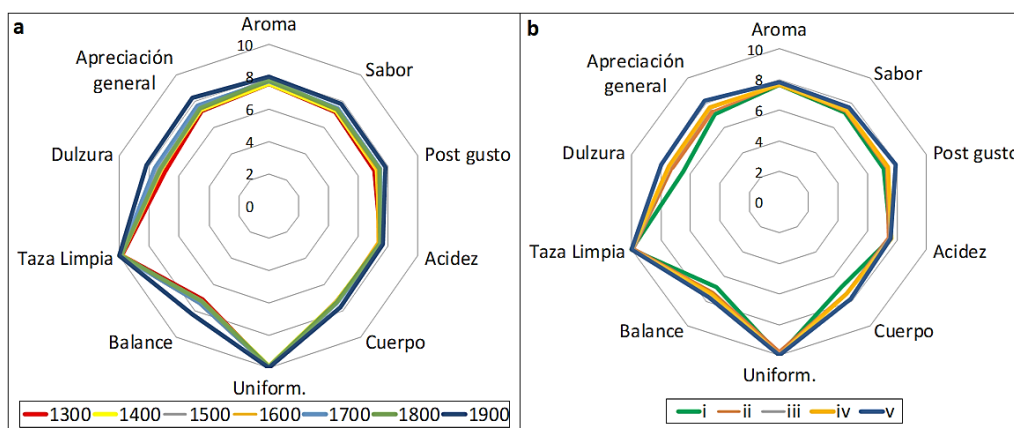 a
Aroma
Sabor
Post gusto
Acidez
Cuerpo
Uniform.
Balance
Taza Limpia
Dulzura
Apreciación
general
10
8
6
4
2
0
1300 1400 1500 1600 1700 1800 1900
b
Aroma
Sabor
Post gusto
Acidez
Cuerpo
Uniform.
Balance
Taza Limpia
Dulzura
Apreciación
general
10
8
6
4
2
0
i ii iii iv v